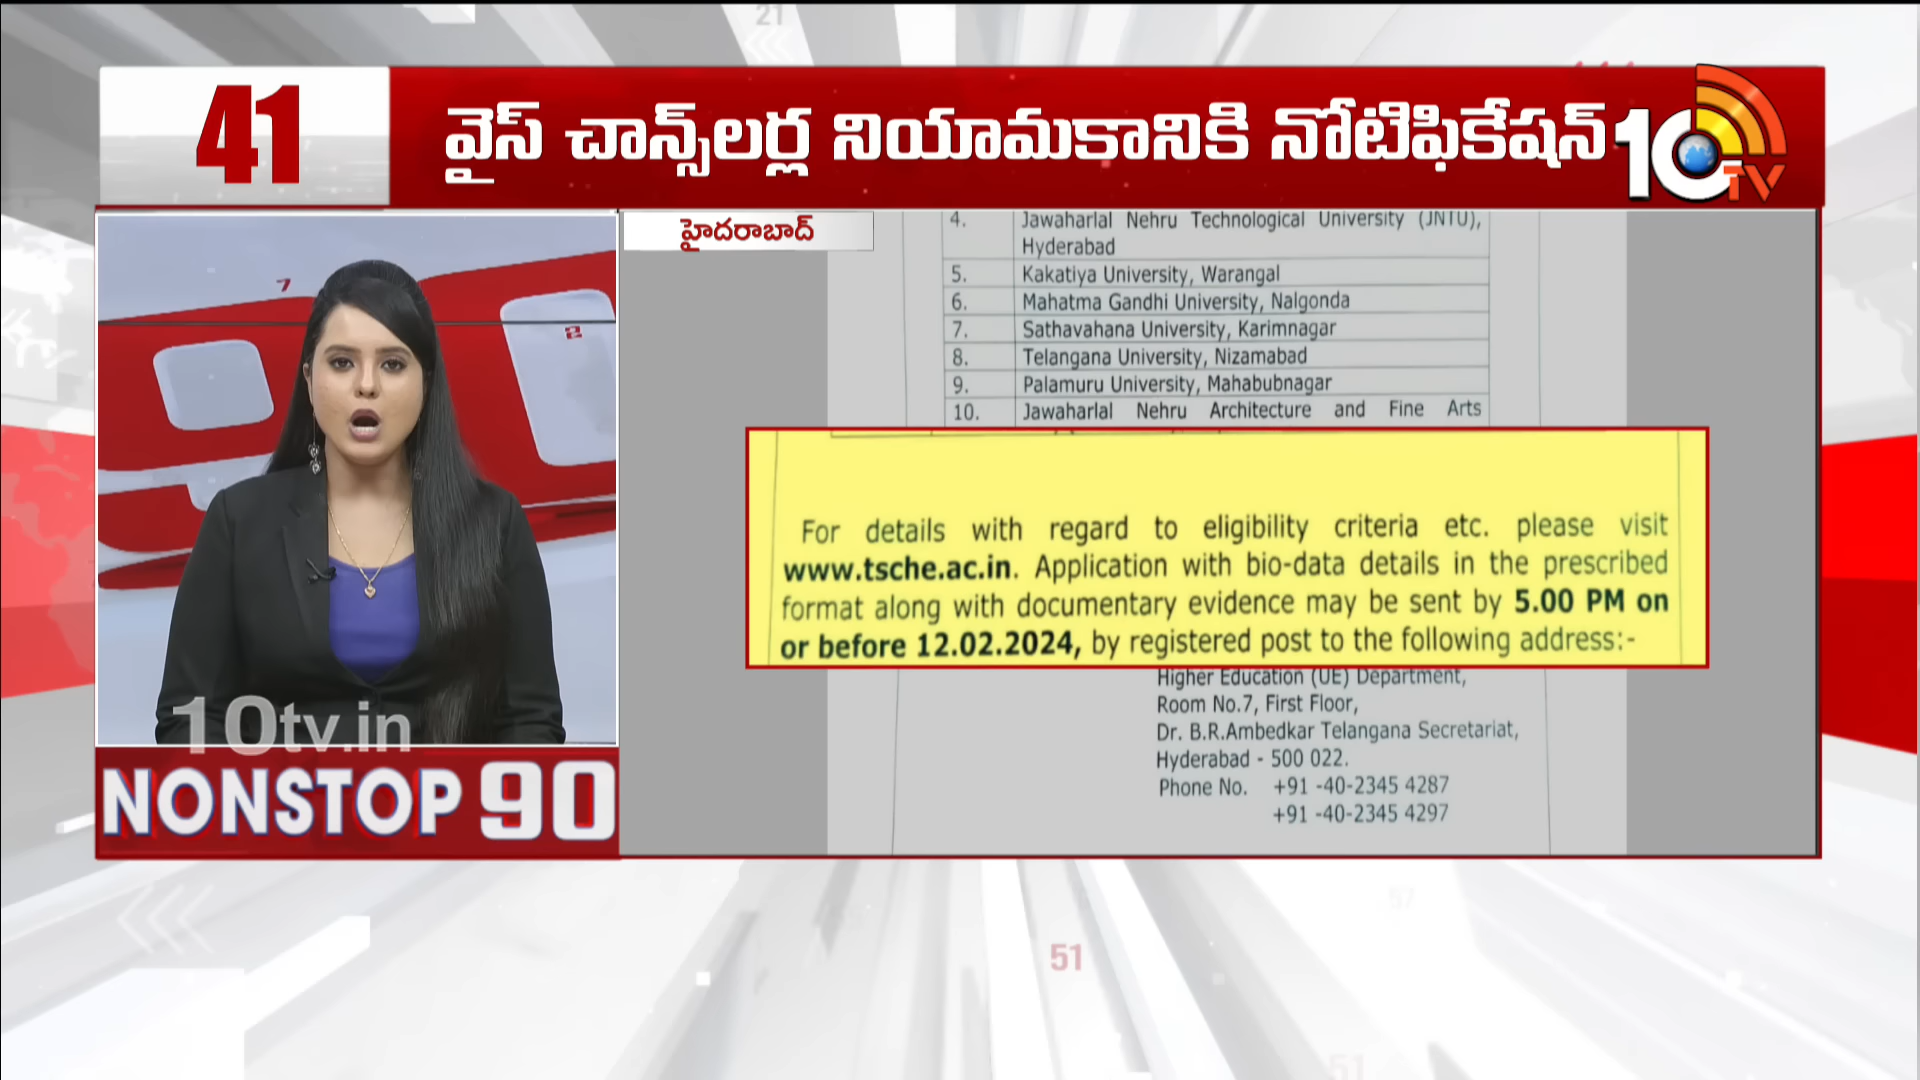 41
వైస్ చాన్స్‌లర్ల నియామకానికి నోటిఫికేషన్
10TV
హైదరాబాద్
4. Jawaharlal Nehru Technological University (JNTU),
Hyderabad
5. Kakatiya University, Warangal
6. Mahatma Gandhi University, Nalgonda
7. Sathavahana University, Karimnagar
8. Telangana University, Nizamabad
9. Palamuru University, Mahabubnagar
10. Jawaharlal Nehru Architecture and Fine Arts
For details with regard to eligibility criteria etc. please visit
www.tsche.ac.in. Application with bio-data details in the prescribed
format along with documentary evidence may be sent by 5.00 PM on
or before 12.02.2024, by registered post to the following address:-
Higher Education (UE) Department,
Room No.7, First Floor,
Dr. B.R.Ambedkar Telangana Secretariat,
Hyderabad - 500 022.
Phone No. +91 -40-2345 4287
+91 -40-2345 4297
7
2
10tv.in
NONSTOP 90
21
51
57
51